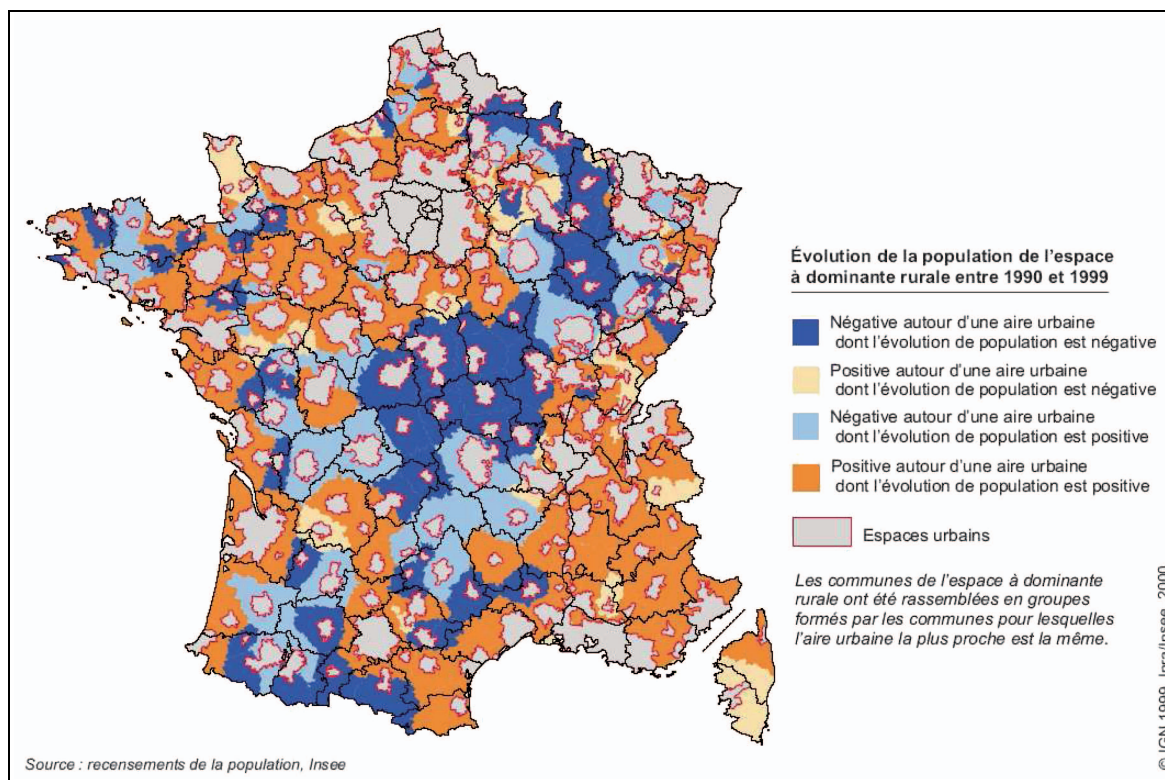 Évolution de la population de l'espace
à dominante rurale entre 1990 et 1999
Négative autour d'une aire urbaine
dont l'évolution de population est négative
Positive autour d'une aire urbaine
dont l'évolution de population est négative
Négative autour d'une aire urbaine
dont l'évolution de population est positive
Positive autour d'une aire urbaine
dont l'évolution de population est positive
Espaces urbains
Les communes de l'espace à dominante
rurale ont été rassemblées en groupes
formés par les communes pour lesquelles
l'aire urbaine la plus proche est la même.
© IGN 1999, Inra/Insee, 2000
Source : recensements de la population, Insee